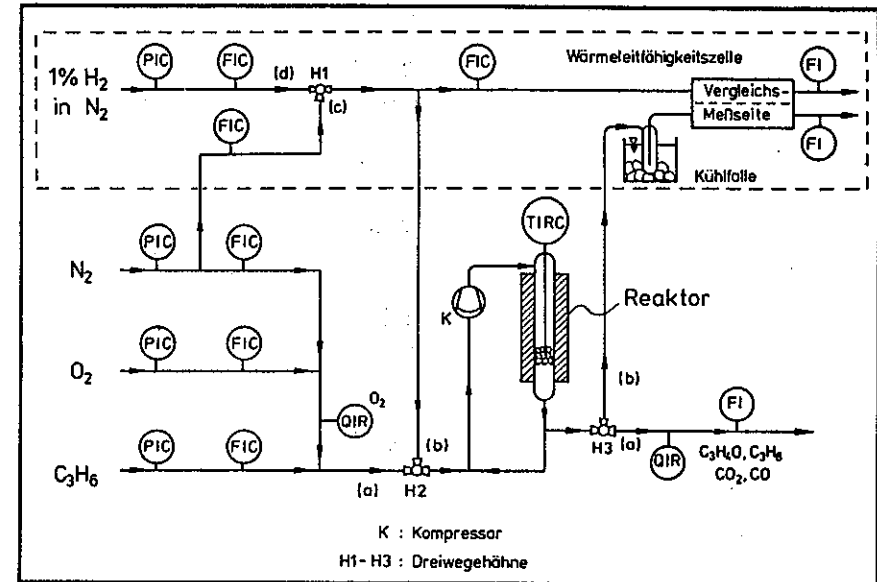 PIC
FIC
(d)
H1
FIC
Wärmeleitfähigkeitszelle
FI
1% H2
in N2
(c)
Vergleichs-
Meßseite
FIC
FI
Kühlfalle
TIRC
PIC
FIC
N2
K
Reaktor
PIC
FIC
O2
(b)
O2
QIR
FI
PIC
FIC
(b)
H3
(a)
C3H6
(a)
H2
QIR
C3H4O, C3H6
CO2, CO
K : Kompressar
H1-H3 : Dreiwegehähne